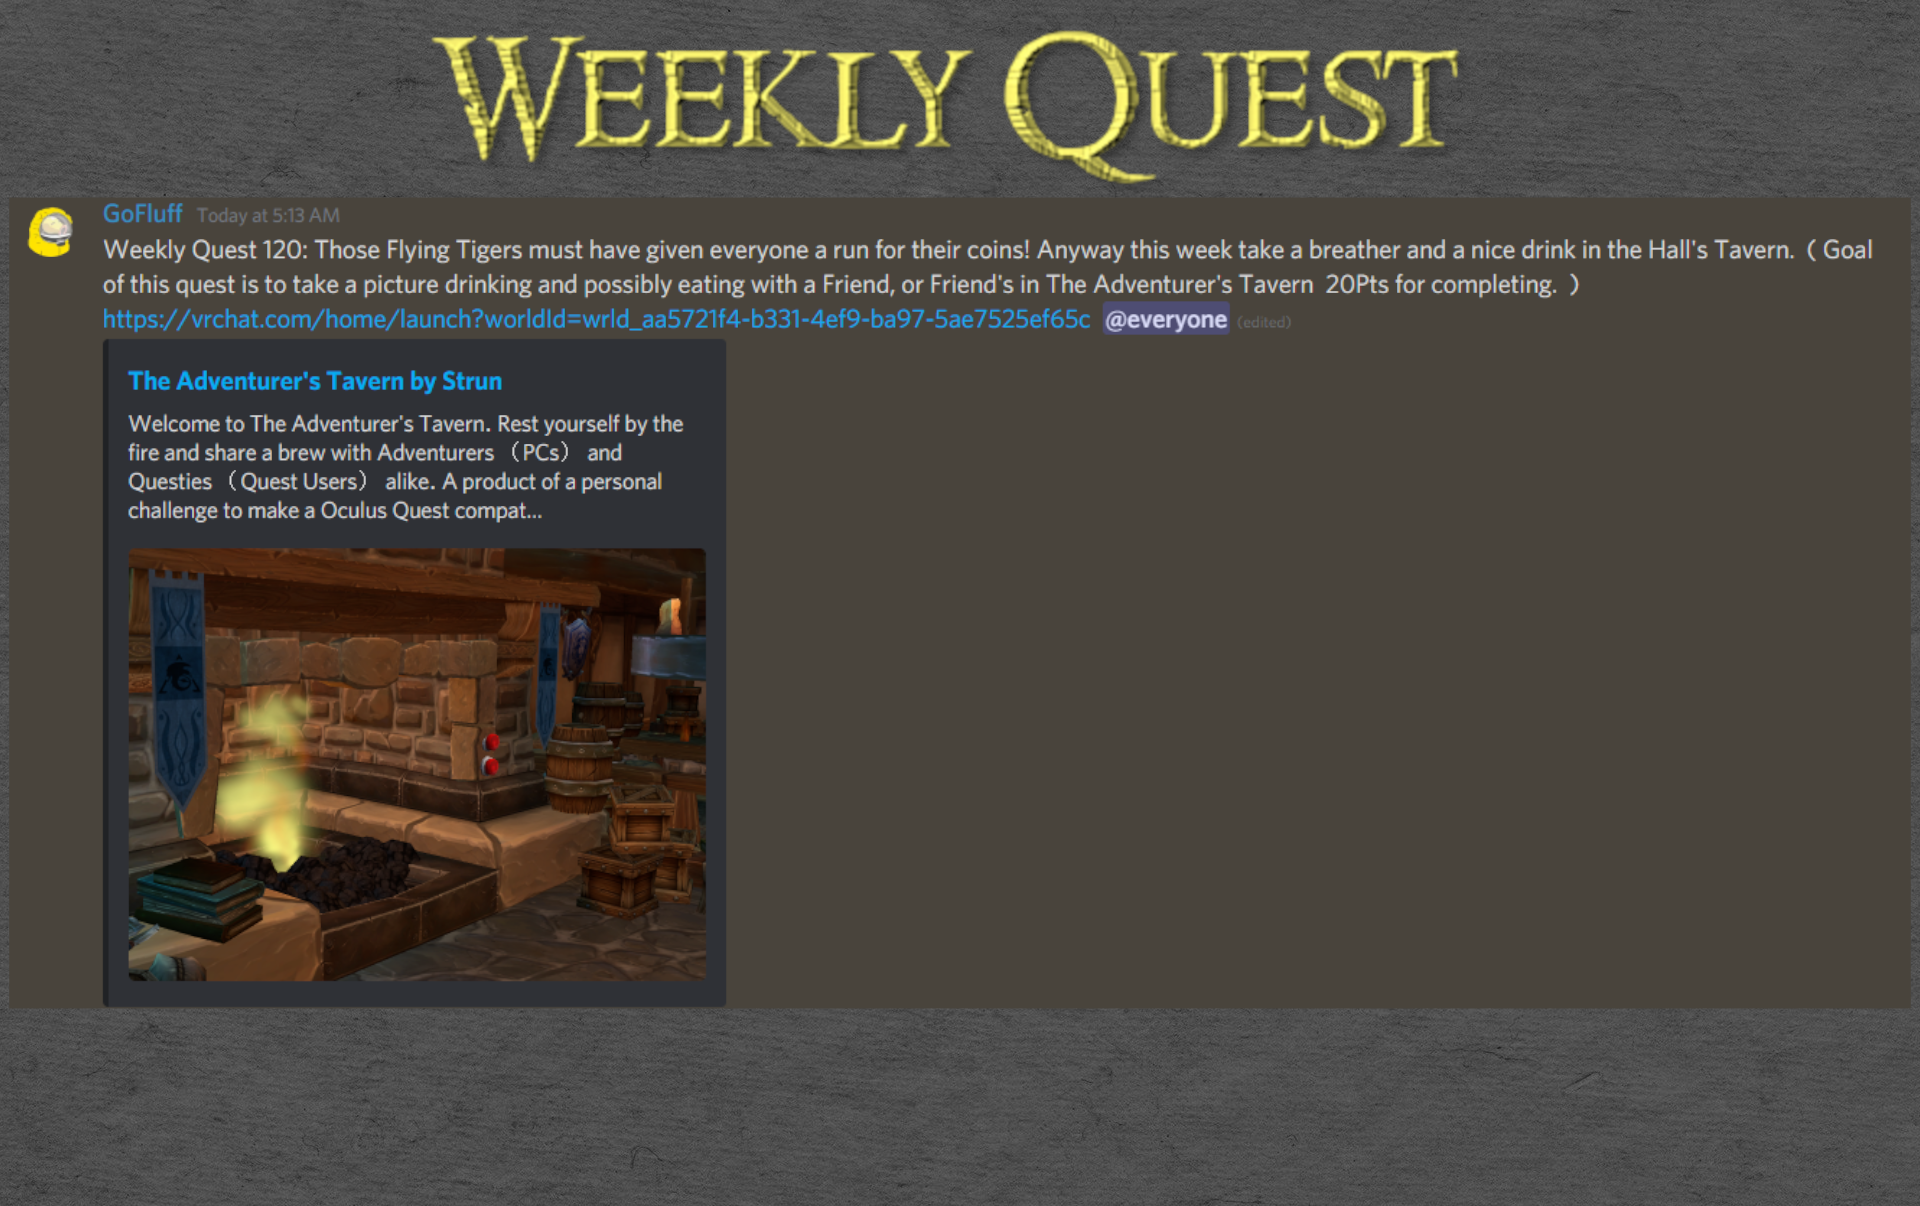 WEEKLY QUEST
GoFluff Today at 5:13 AM
Weekly Quest 120: Those Flying Tigers must have given everyone a run for their coins! Anyway this week take a breather and a nice drink in the Hall's Tavern. ( Goal
of this quest is to take a picture drinking and possibly eating with a Friend, or Friend's in The Adventurer's Tavern 20Pts for completing. )
https://vrchat.com/home/launch?worldId=wrld_aa5721f4-b331-4ef9-ba97-5ae7525ef65c @everyone (edited)
The Adventurer's Tavern by Strun
Welcome to The Adventurer's Tavern. Rest yourself by the
fire and share a brew with Adventurers （PCs） and
Questies （Quest Users） alike. A product of a personal
challenge to make a Oculus Quest compat...